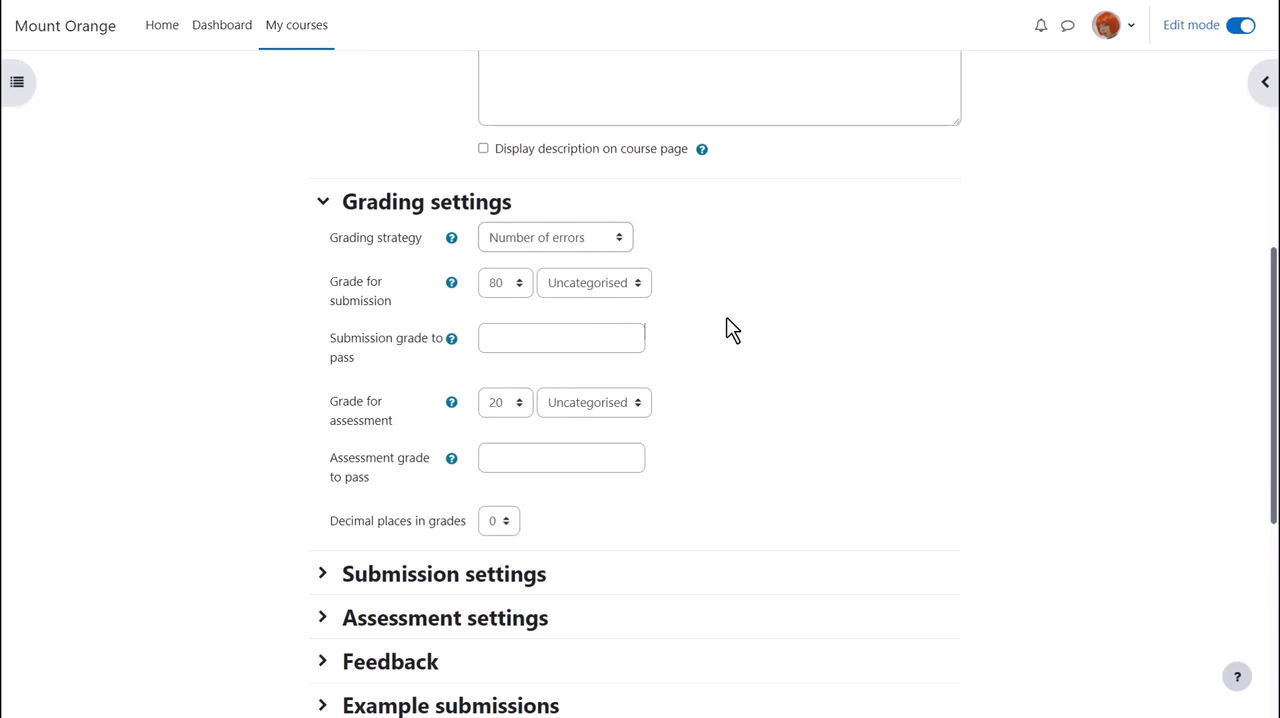 Mount Orange
Home Dashboard My courses
Edit mode
Display description on course page ?
Grading settings
Grading strategy ? Number of errors
Grade for submission ? 80 Uncategorised
Submission grade to pass ?
Grade for assessment ? 20 Uncategorised
Assessment grade to pass ?
Decimal places in grades 0
Submission settings
Assessment settings
Feedback
?
Example submissions